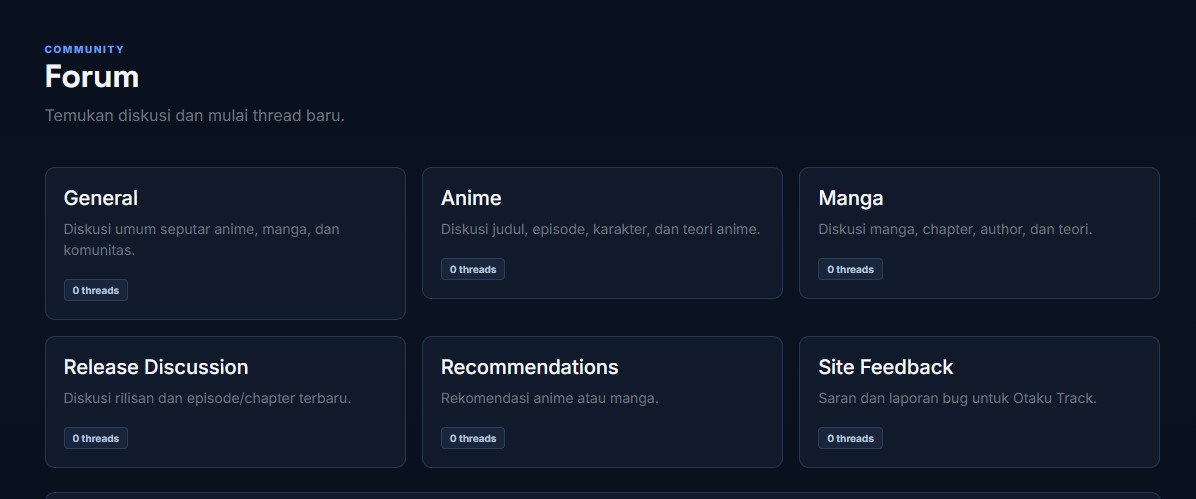 COMMUNITY
Forum
Temukan diskusi dan mulai thread baru.
General
Diskusi umum seputar anime, manga, dan
komunitas.
0 threads
Anime
Diskusi judul, episode, karakter, dan teori anime.
0 threads
Manga
Diskusi manga, chapter, author, dan teori.
0 threads
Release Discussion
Diskusi rilisan dan episode/chapter terbaru.
0 threads
Recommendations
Rekomendasi anime atau manga.
0 threads
Site Feedback
Saran dan laporan bug untuk Otaku Track.
0 threads